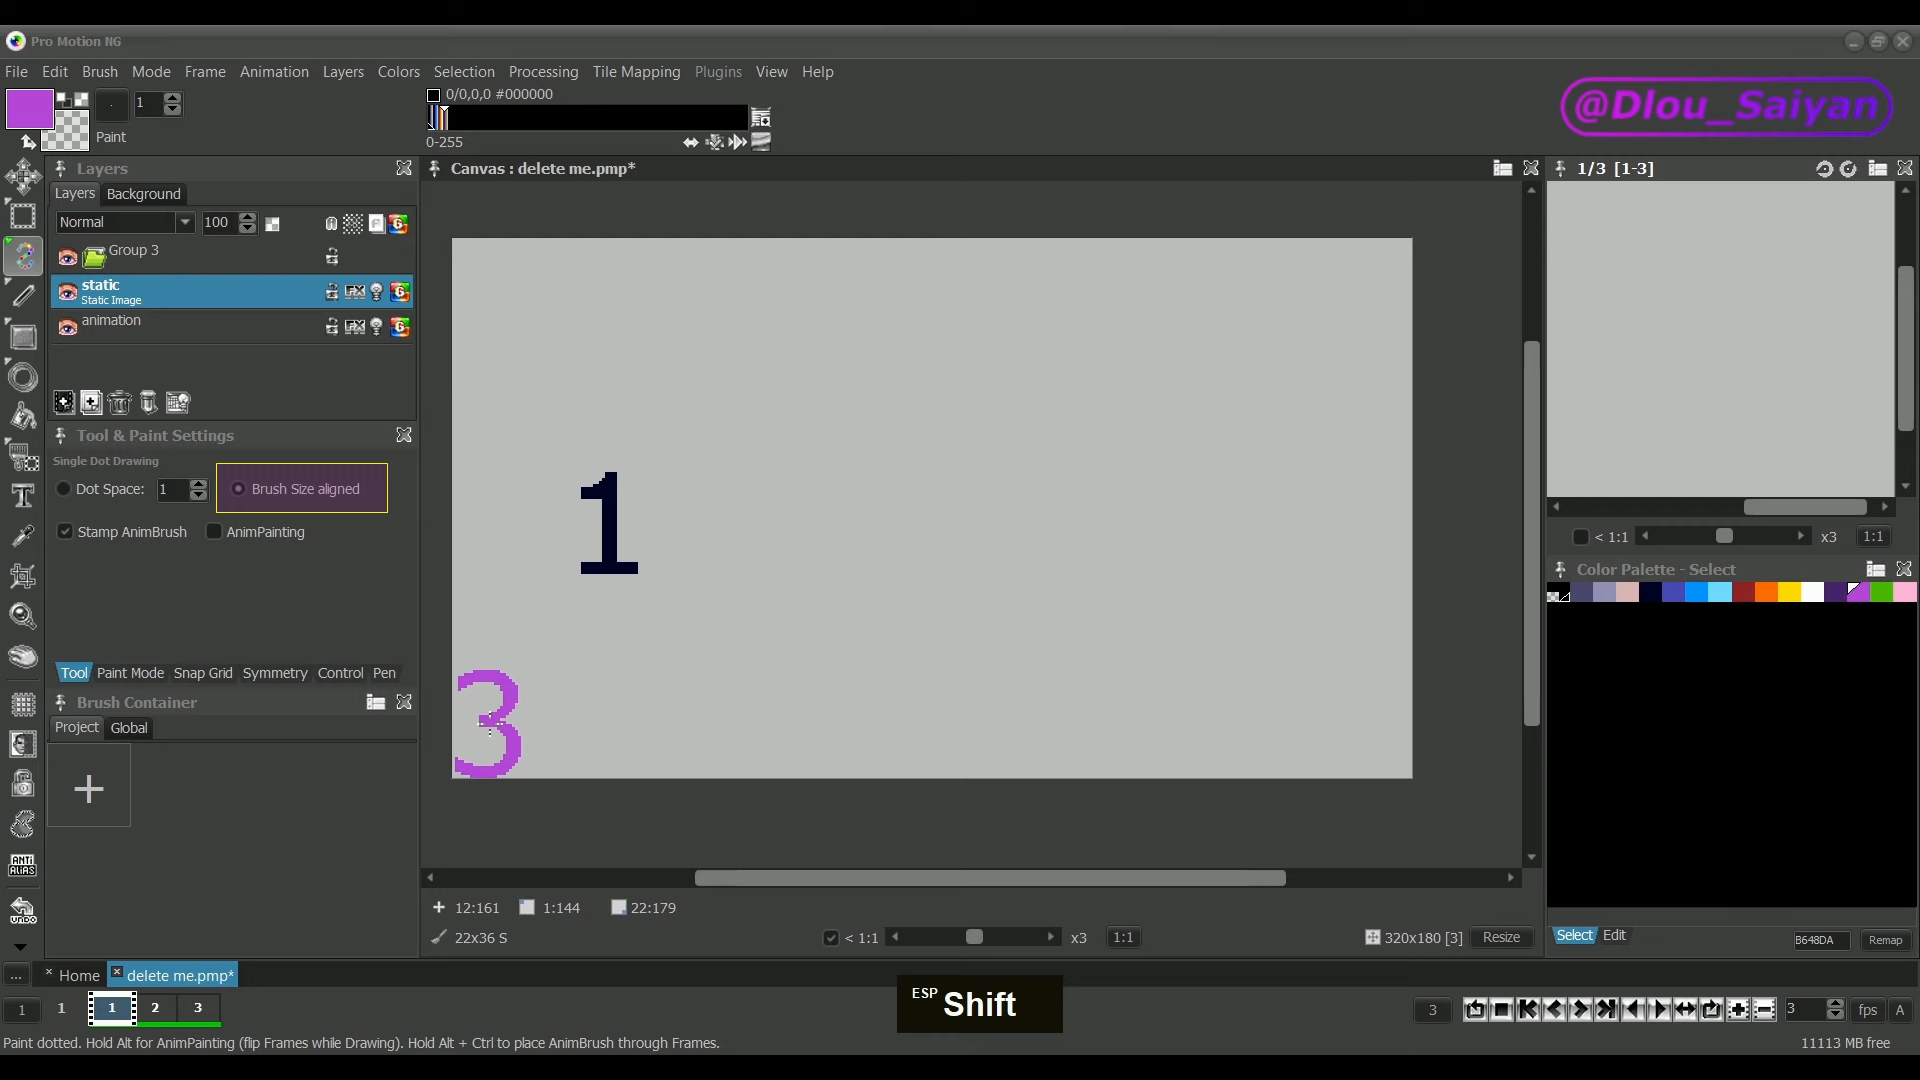 Pro Motion NG
File Edit Brush Mode Frame Animation Layers Colors Selection Processing Tile Mapping Plugins View Help
1
Paint
0/0,0,0 #000000
0-255
@Dlou_Saiyan
Layers
Layers Background
Normal 100
Group 3
static
Static Image
FX
G
animation
FX
G
Tool & Paint Settings
Single Dot Drawing
Dot Space: 1 Brush Size aligned
Stamp AnimBrush AnimPainting
Tool Paint Mode Snap Grid Symmetry Control Pen
Brush Container
Project Global
+
ANTI
ALIAS
UNDO
Canvas : delete me.pmp*
1
3
12:161 1:144 22:179
22x36 S
< 1:1 x3 1:1
320x180 [3] Resize
1/3 [1-3]
< 1:1 x3 1:1
Color Palette - Select
Select Edit B648DA Remap
... Home delete me.pmp*
1 1 1 2 3
ESP Shift
3 3 fps A
Paint dotted. Hold Alt for AnimPainting (flip Frames while Drawing). Hold Alt + Ctrl to place AnimBrush through Frames.
11113 MB free